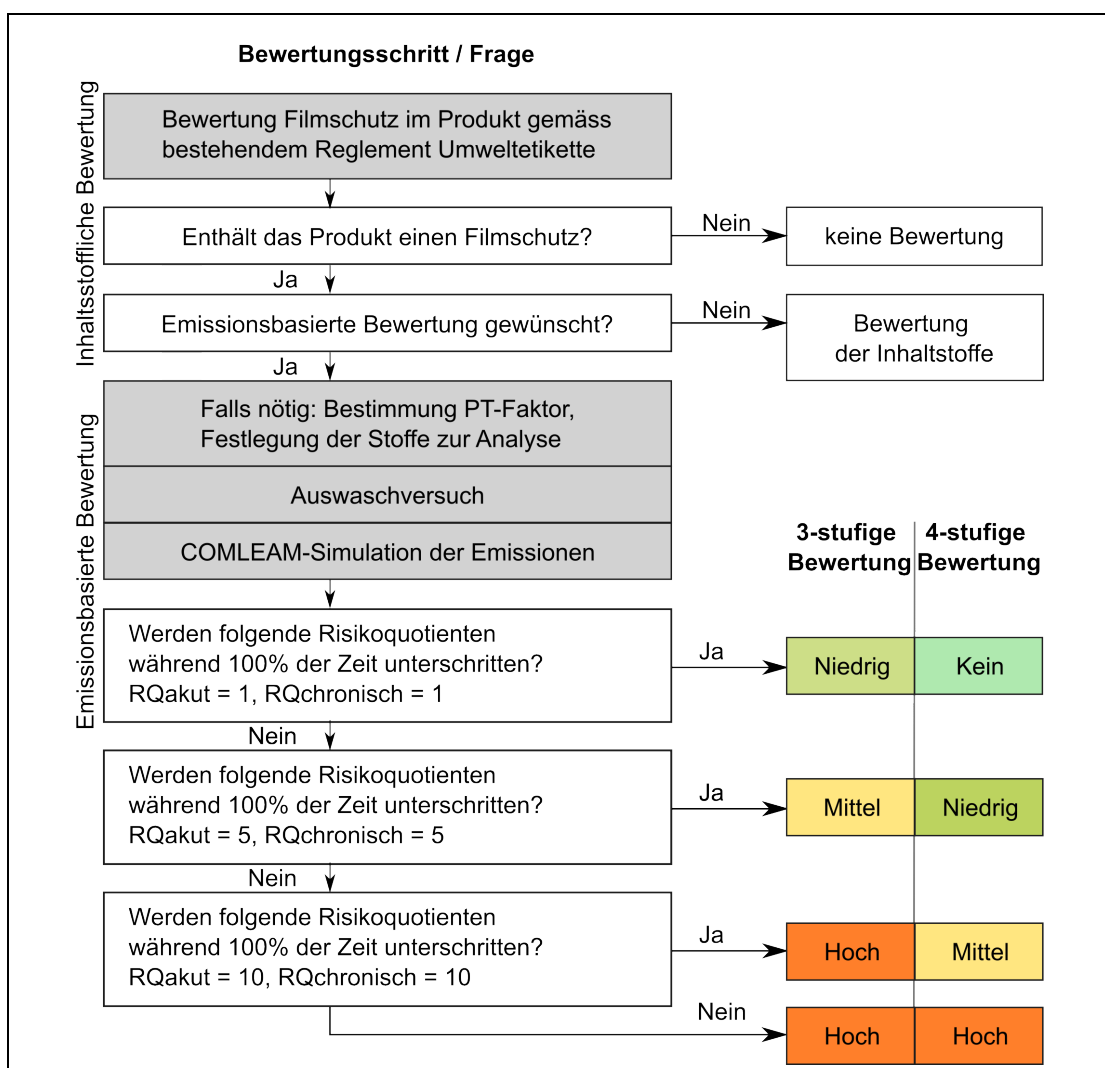 Bewertungsschritt / Frage
Inhaltsstoffliche Bewertung
Bewertung Filmschutz im Produkt gemäss
bestehendem Reglement Umweltetikette
Enthält das Produkt einen Filmschutz?
Nein
keine Bewertung
Ja
Emissionsbasierte Bewertung gewünscht?
Nein
Bewertung
der Inhaltstoffe
Ja
Emissionsbasierte Bewertung
Falls nötig: Bestimmung PT-Faktor,
Festlegung der Stoffe zur Analyse
Auswaschversuch
COMLEAM-Simulation der Emissionen
3-stufige
Bewertung
4-stufige
Bewertung
Werden folgende Risikoquotienten
während 100% der Zeit unterschritten?
RQakut = 1, RQchronisch = 1
Ja
Niedrig
Kein
Nein
Werden folgende Risikoquotienten
während 100% der Zeit unterschritten?
RQakut = 5, RQchronisch = 5
Ja
Mittel
Niedrig
Nein
Werden folgende Risikoquotienten
während 100% der Zeit unterschritten?
RQakut = 10, RQchronisch = 10
Ja
Hoch
Mittel
Nein
Hoch
Hoch